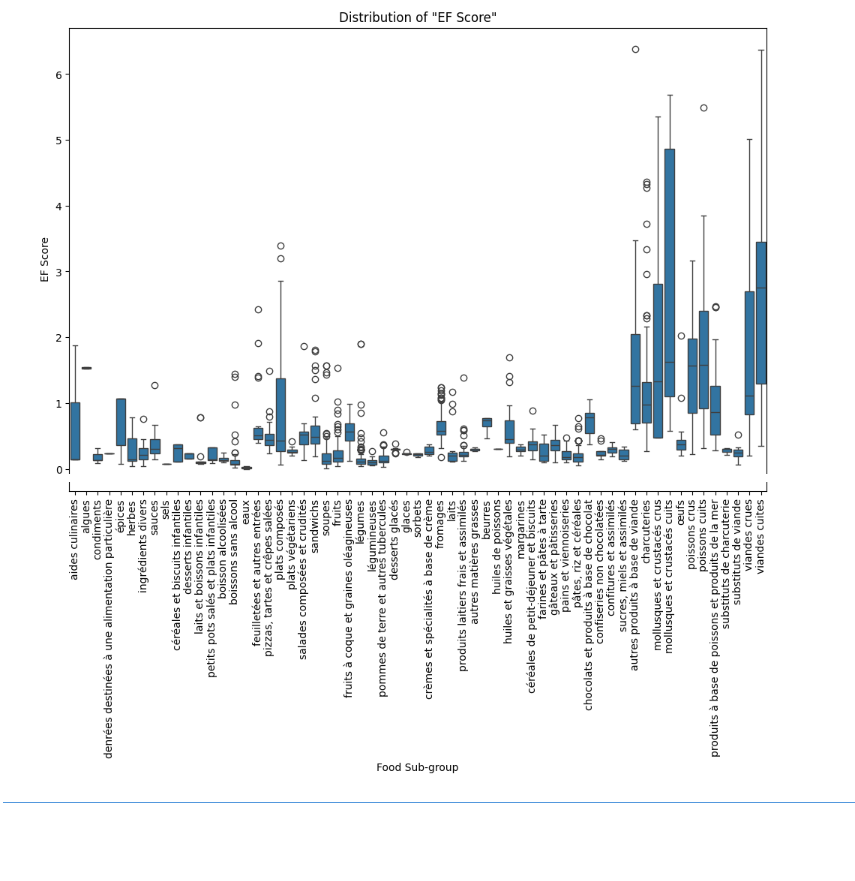 Distribution of "EF Score"
6
5
4
3
2
1
0
EF Score
aides culinaires
algues
condiments
denrées destinées à une alimentation particulière
épices
herbes
ingrédients divers
sauces
sels
céréales et biscuits infantiles
desserts infantiles
laits et boissons infantiles
petits pots salés et plats infantiles
boisson alcoolisées
boissons sans alcool
eaux
feuilletées et autres entrées
pizzas, tartes et crêpes salées
plats composés
plats végétariens
salades composées et crudités
sandwichs
soupes
fruits
fruits à coque et graines oléagineuses
légumes
légumineuses
pommes de terre et autres tubercules
desserts glacés
glaces
sorbets
crèmes et spécialités à base de crème
fromages
laits
produits laitiers frais et assimilés
autres matières grasses
beurres
huiles de poissons
huiles et graisses végétales
margarines
céréales de petit-déjeuner et biscuits
farines et pâtes à tarte
gâteaux et pâtisseries
pains et viennoiseries
pâtes, riz et céréales
chocolats et produits à base de chocolat
confiseries non chocolatées
confitures et assimilés
sucres, miels et assimilés
autres produits à base de viande
charcuteries
mollusques et crustacés crus
mollusques et crustacés cuits
œufs
poissons crus
poissons cuits
produits à base de poissons et produits de la mer
substituts de charcuterie
substituts de viande
viandes crues
viandes cuites
Food Sub-group